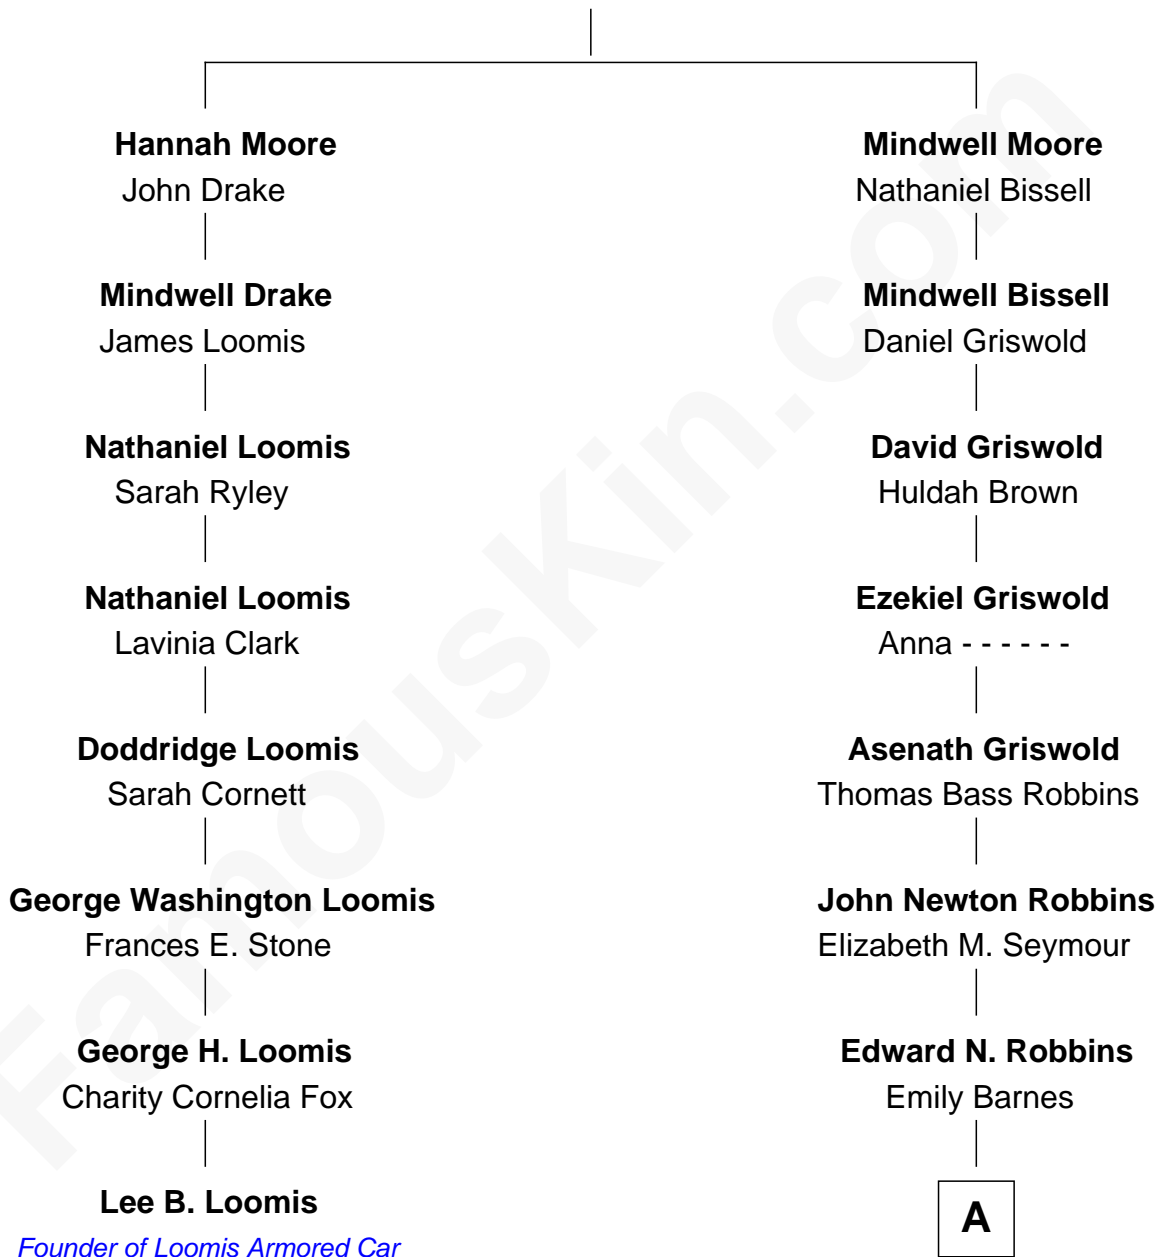 Hannah Moore
John Drake
Mindwell Drake
James Loomis
Nathaniel Loomis
Sarah Ryley
Nathaniel Loomis
Lavinia Clark
Doddridge Loomis
Sarah Cornett
George Washington Loomis
Frances E. Stone
George H. Loomis
Charity Cornelia Fox
Lee B. Loomis
Founder of Loomis Armored Car
Mindwell Moore
Nathaniel Bissell
Mindwell Bissell
Daniel Griswold
David Griswold
Huldah Brown
Ezekiel Griswold
Anna - - - - - -
Asenath Griswold
Thomas Bass Robbins
John Newton Robbins
Elizabeth M. Seymour
Edward N. Robbins
Emily Barnes
A
FamousKin.com